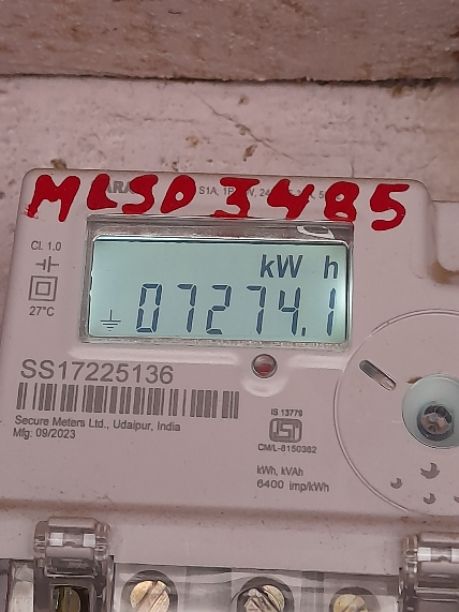 MLSD 3485
Cl. 1.0
27°C
kW h
07274.1
SS17225136
Secure Meters Ltd., Udaipur, India
Mfg: 09/2023
IS 13779
CM/L-8150362
kWh, kVAh
6400 imp/kWh